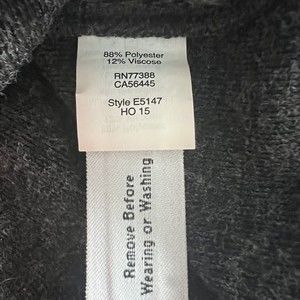 88% Polyester
12% Viscose
RN77388
CA56445
Style E5147
HO 15
Remove Before
Wearing or Washing